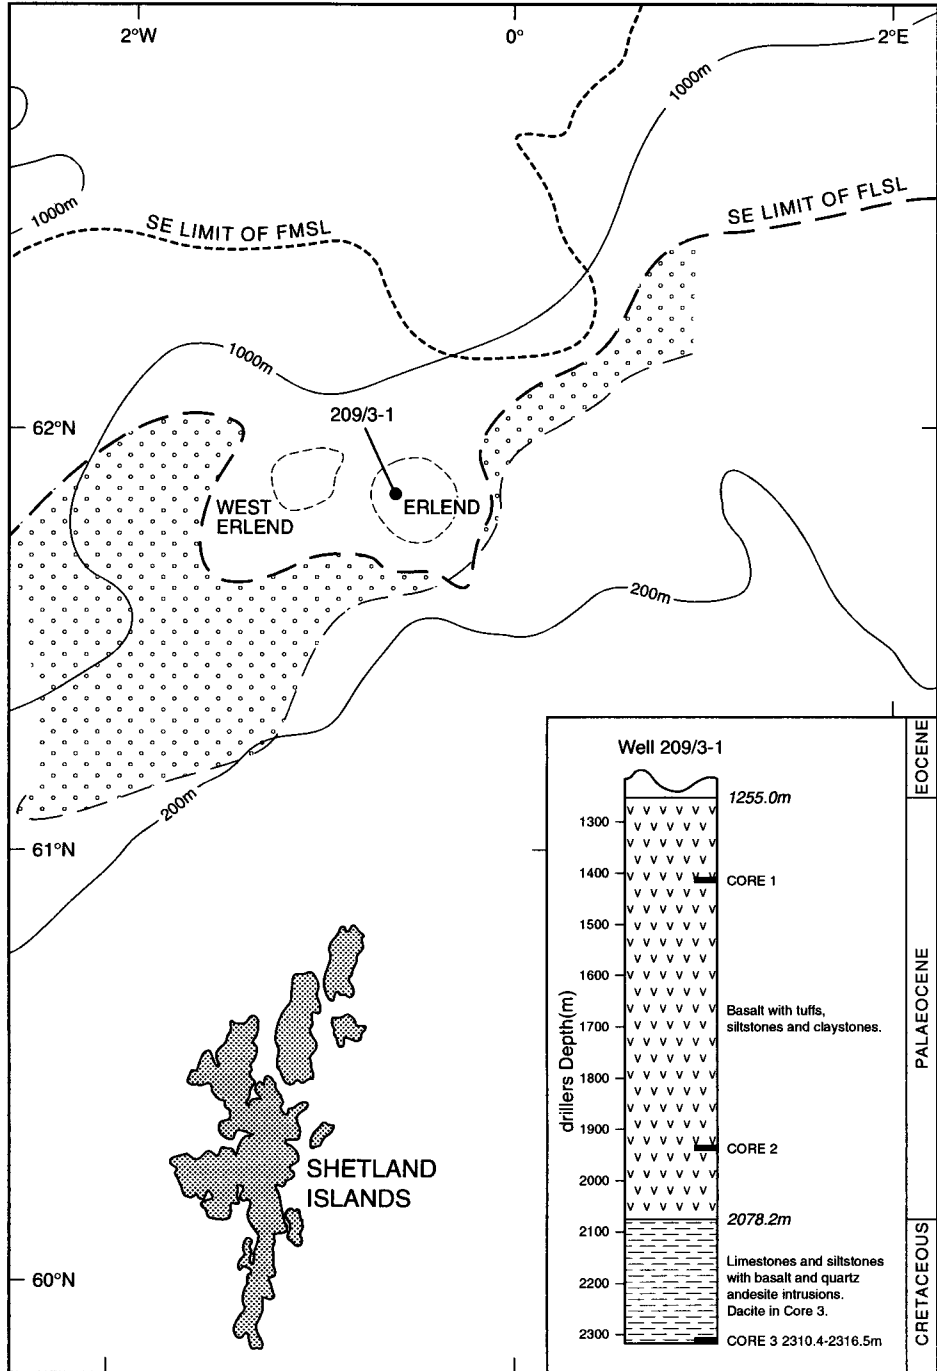 2°W
0°
2°E
1000m
SE LIMIT OF FLSL
1000m
SE LIMIT OF FMSL
1000m
209/3-1
62°N
WEST
ERLEND
ERLEND
200m
200m
61°N
SHETLAND
ISLANDS
60°N
Well 209/3-1
EOCENE
1255.0m
1300
1400
CORE 1
1500
1600
Basalt with tuffs,
siltstones and claystones.
1700
1800
1900
CORE 2
2000
2078.2m
2100
Limestones and siltstones
with basalt and quartz
andesite intrusions.
Dacite in Core 3.
2200
2300
CORE 3 2310.4-2316.5m
drillers Depth(m)
PALAEOCENE
CRETACEOUS